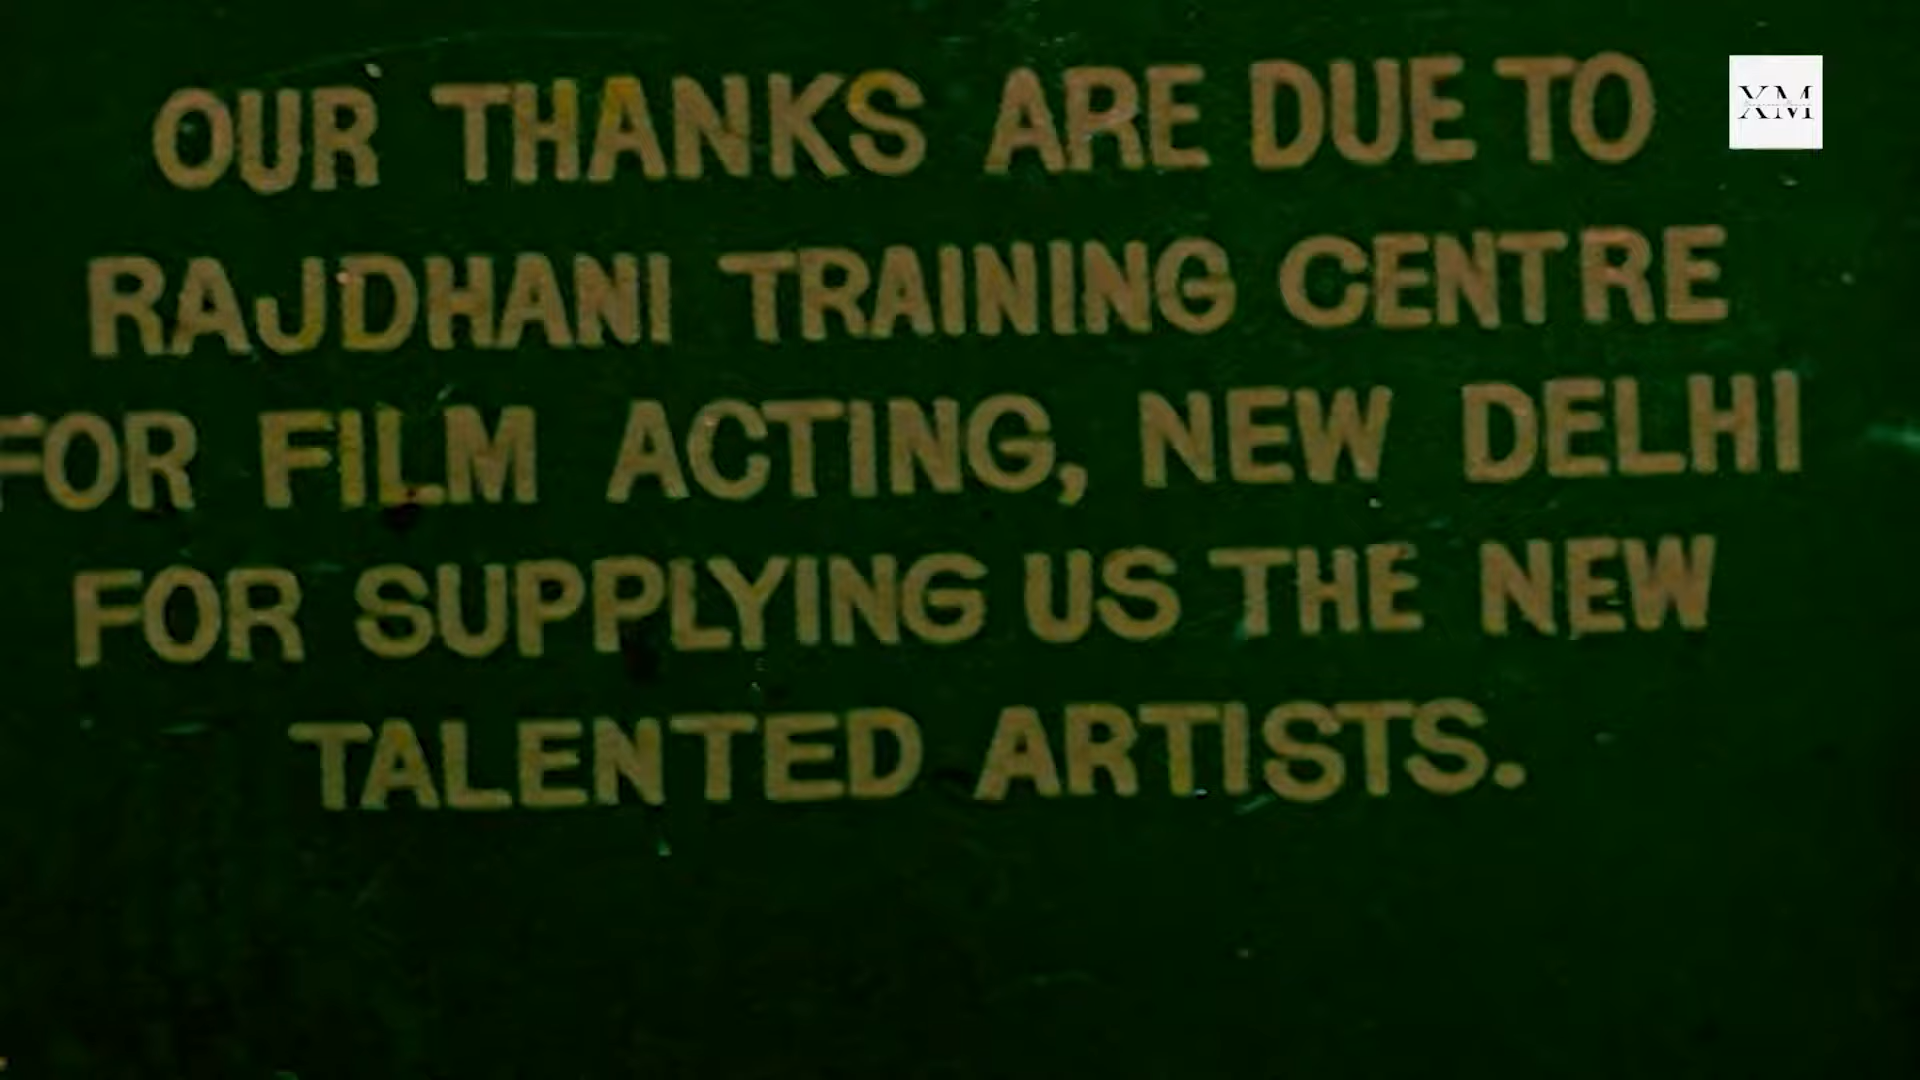 OUR THANKS ARE DUE TO
XM
RAJDHANI TRAINING CENTRE
FOR FILM ACTING, NEW DELHI
FOR SUPPLYING US THE NEW
TALENTED ARTISTS.